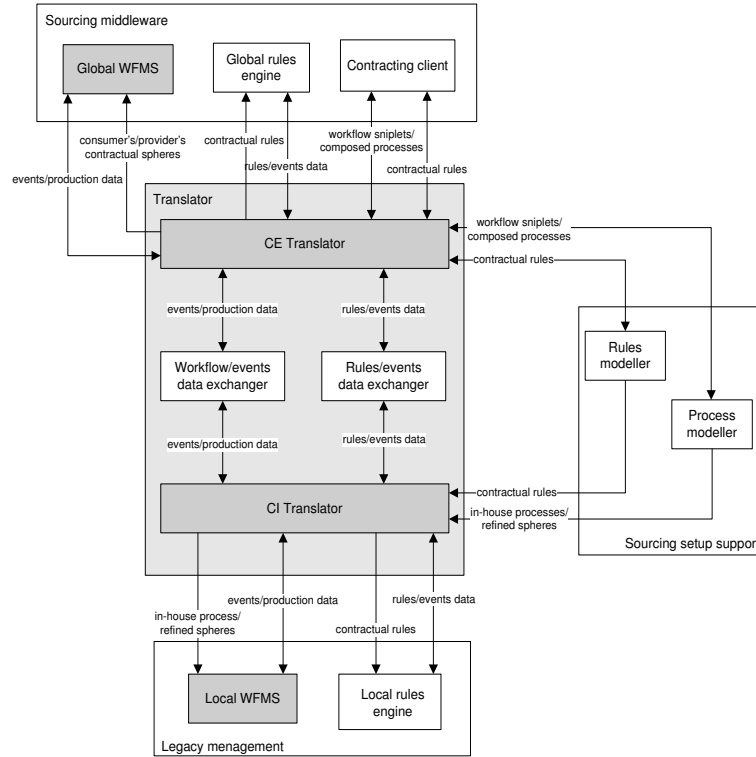 Sourcing middleware
Global WFMS
Global rules
engine
Contracting client
consumer's/provider's
contractual spheres
contractual rules
workflow sniplets/
composed processes
rules/events data
contractual rules
events/production data
Translator
CE Translator
workflow sniplets/
composed processes
contractual rules
events/production data
rules/events data
Workflow/events
data exchanger
Rules/events
data exchanger
Rules
modeller
Process
modeller
events/production data
rules/events data
CI Translator
contractual rules
in-house processes/
refined spheres
Sourcing setup support
events/production data
rules/events data
in-house process/
refined spheres
contractual rules
Local WFMS
Local rules
engine
Legacy menagement